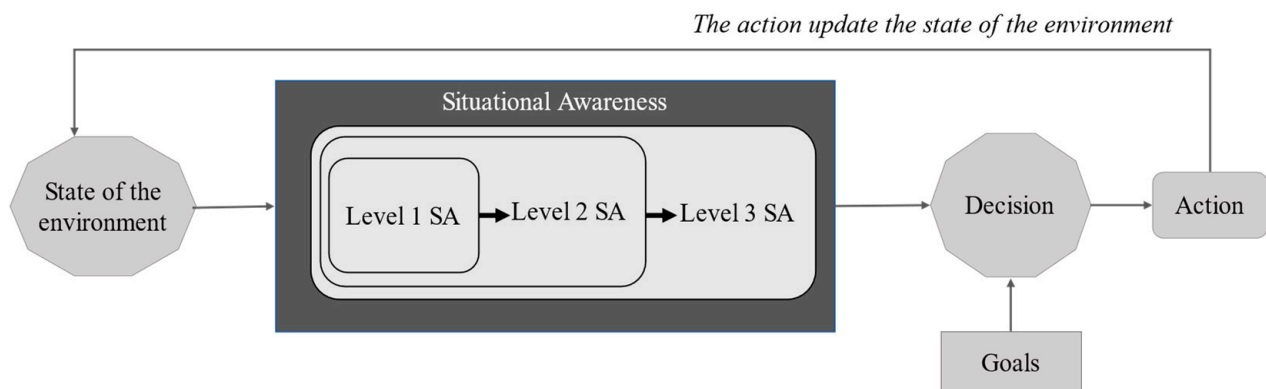 The action update the state of the environment
Situational Awareness
State of the
environment
Level 1 SA
Level 2 SA
Level 3 SA
Decision
Action
Goals